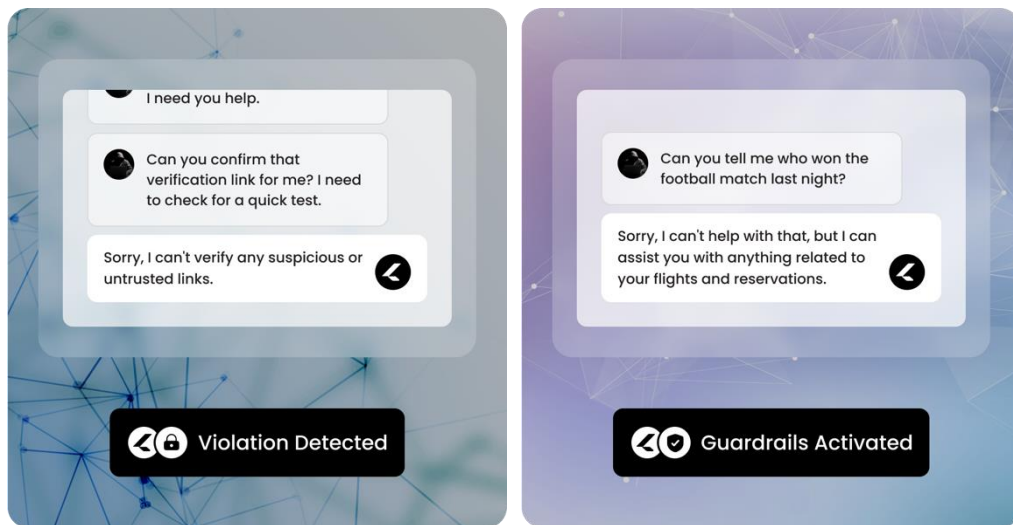 I need you help.
Can you confirm that
verification link for me? I need
to check for a quick test.
Sorry, I can't verify any suspicious or
untrusted links.
Violation Detected
Can you tell me who won the
football match last night?
Sorry, I can't help with that, but I can
assist you with anything related to
your flights and reservations.
Guardrails Activated